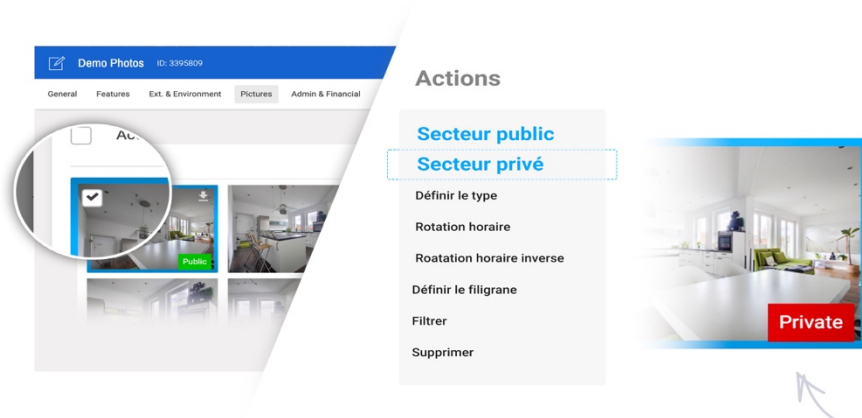 Demo Photos ID: 3395809
General Features Ext. & Environment Pictures Admin & Financial
Public
Actions
Secteur public
Secteur privé
Définir le type
Rotation horaire
Roatation horaire inverse
Définir le filigrane
Filtrer
Supprimer
Private